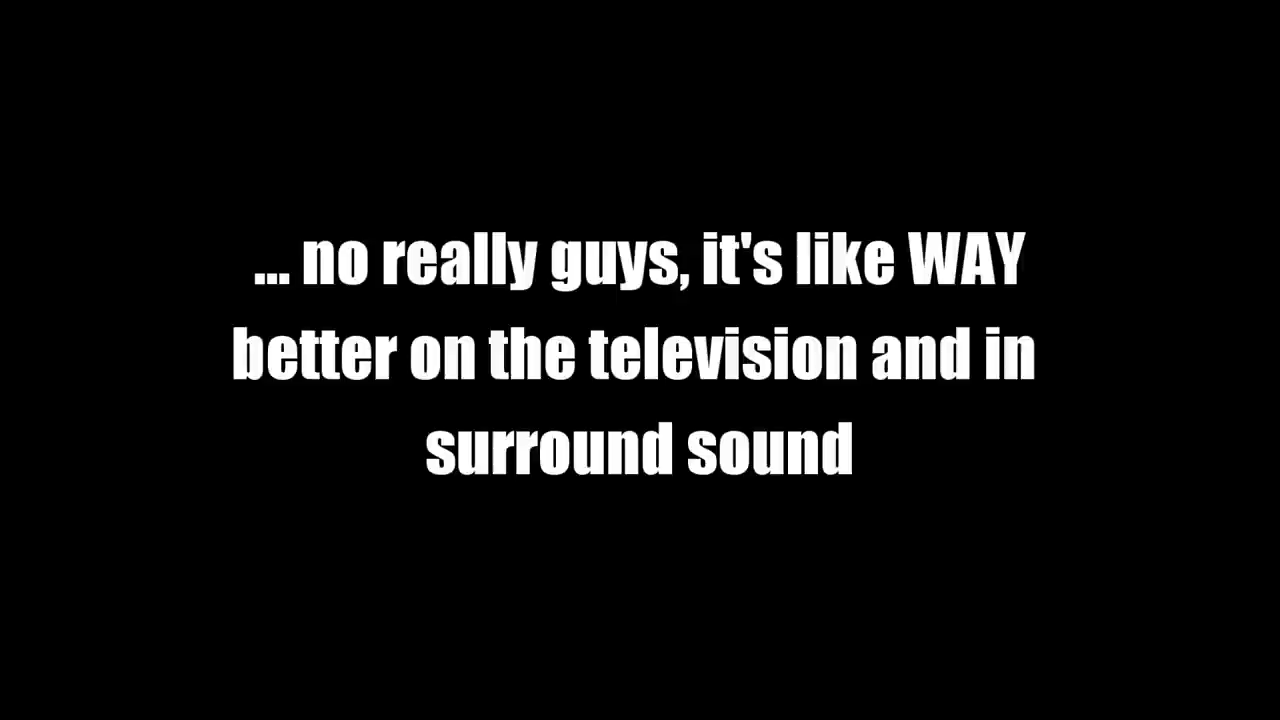 ... no really guys, it's like WAY
better on the television and in
surround sound